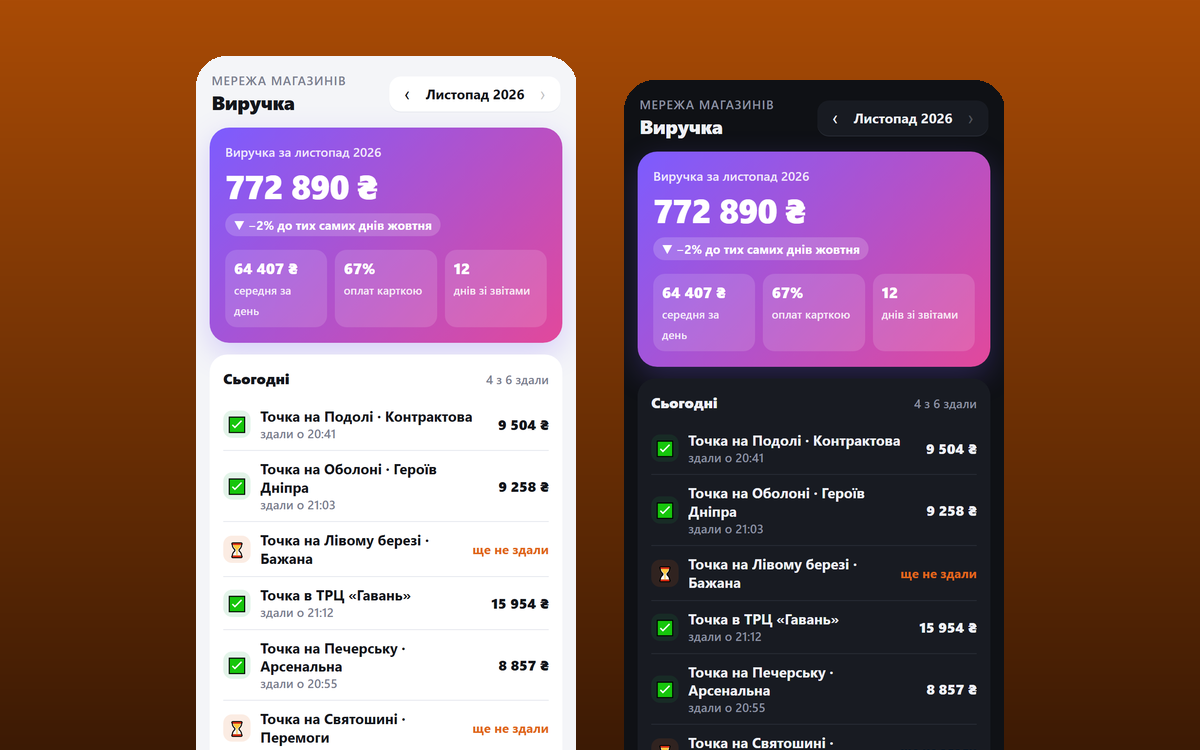 МЕРЕЖА МАГАЗИНІВ
Виручка
‹ Листопад 2026 ›
Виручка за листопад 2026
772 890 ₴
▼ −2% до тих самих днів жовтня
64 407 ₴
середня за
день
67%
оплат карткою
12
днів зі звітами
Сьогодні
4 з 6 здали
Точка на Подолі · Контрактова
здали о 20:41
9 504 ₴
Точка на Оболоні · Героїв
Дніпра
здали о 21:03
9 258 ₴
Точка на Лівому березі ·
Бажана
ще не здали
Точка в ТРЦ «Гавань»
здали о 21:12
15 954 ₴
Точка на Печерську ·
Арсенальна
здали о 20:55
8 857 ₴
Точка на Святошині ·
Перемоги
ще не здали
МЕРЕЖА МАГАЗИНІВ
Виручка
‹ Листопад 2026 ›
Виручка за листопад 2026
772 890 ₴
▼ −2% до тих самих днів жовтня
64 407 ₴
середня за
день
67%
оплат карткою
12
днів зі звітами
Сьогодні
4 з 6 здали
Точка на Подолі · Контрактова
здали о 20:41
9 504 ₴
Точка на Оболоні · Героїв
Дніпра
здали о 21:03
9 258 ₴
Точка на Лівому березі ·
Бажана
ще не здали
Точка в ТРЦ «Гавань»
здали о 21:12
15 954 ₴
Точка на Печерську ·
Арсенальна
здали о 20:55
8 857 ₴
Точка на Святошині ·